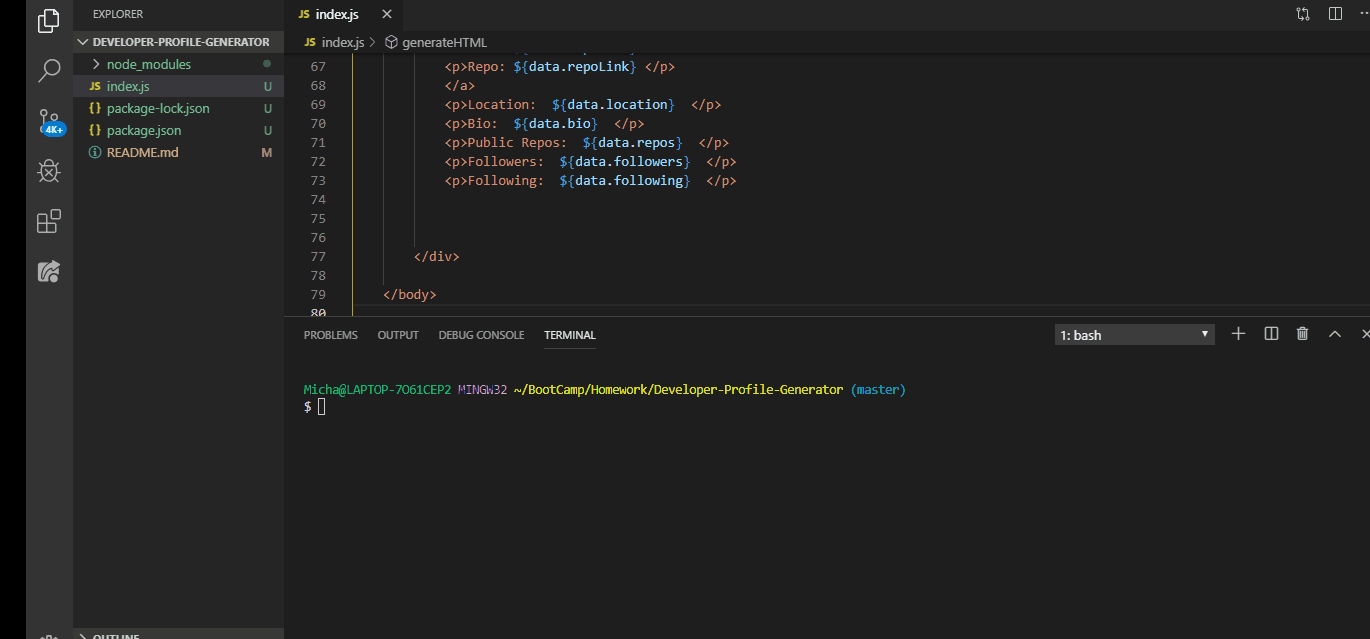 EXPLORER
DEVELOPER-PROFILE-GENERATOR
node_modules
JS index.js U
{} package-lock.json U
{} package.json U
README.md M
4K+
OUTLINE
JS index.js
JS index.js > generateHTML
67 <p>Repo: ${data.repoLink} </p>
68 </a>
69 <p>Location:  ${data.location}  </p>
70 <p>Bio:  ${data.bio}  </p>
71 <p>Public Repos:  ${data.repos}  </p>
72 <p>Followers:  ${data.followers}  </p>
73 <p>Following:  ${data.following}  </p>
74
75
76
77 </div>
78
79 </body>
80
PROBLEMS OUTPUT DEBUG CONSOLE TERMINAL 1: bash
Micha@LAPTOP-7O61CEP2 MINGW32 ~/BootCamp/Homework/Developer-Profile-Generator (master)
$